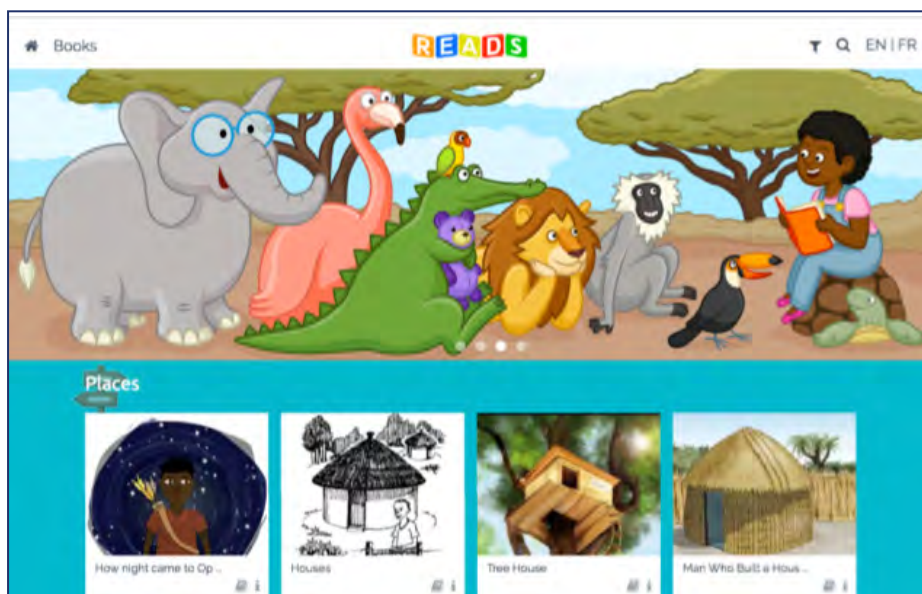 Books
READS
EN | FR
Places
How night came to Op ...
Houses
Tree House
Man Who Built a Hous ...